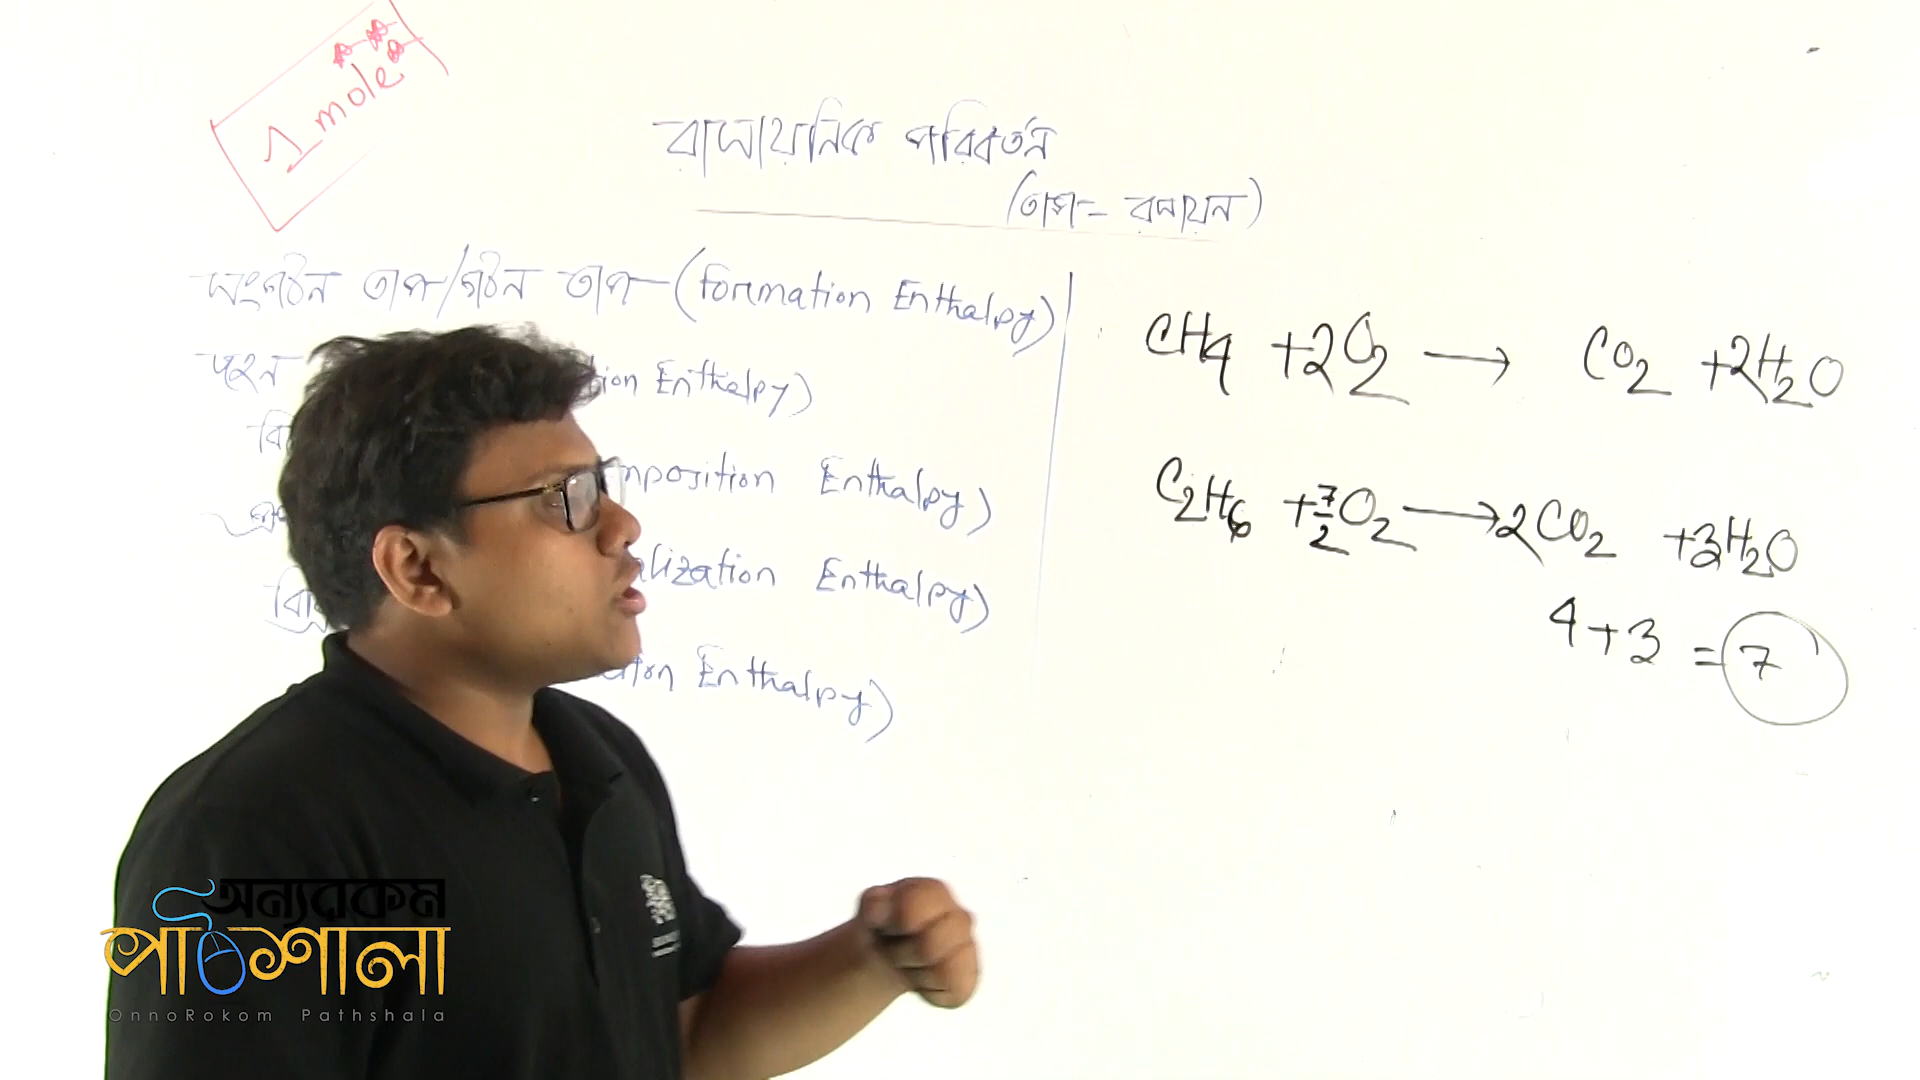 1 mole
রাসায়নিক পরিবর্তন
(তাপ- রসায়ন)
সংগঠন তাপ/গঠন তাপ-(Formation Enthalpy)
দহন tion Enthalpy)
বি mposition Enthalpy)
প্র lization Enthalpy)
Enthalpy)
CH4 + 2O2 → CO2 + 2H2O
C2H6 + 7/2 O2 → 2CO2 + 3H2O
4 + 3 = 7
অন্যরকম
পাঠশালা
OnnoRokom Pathshala